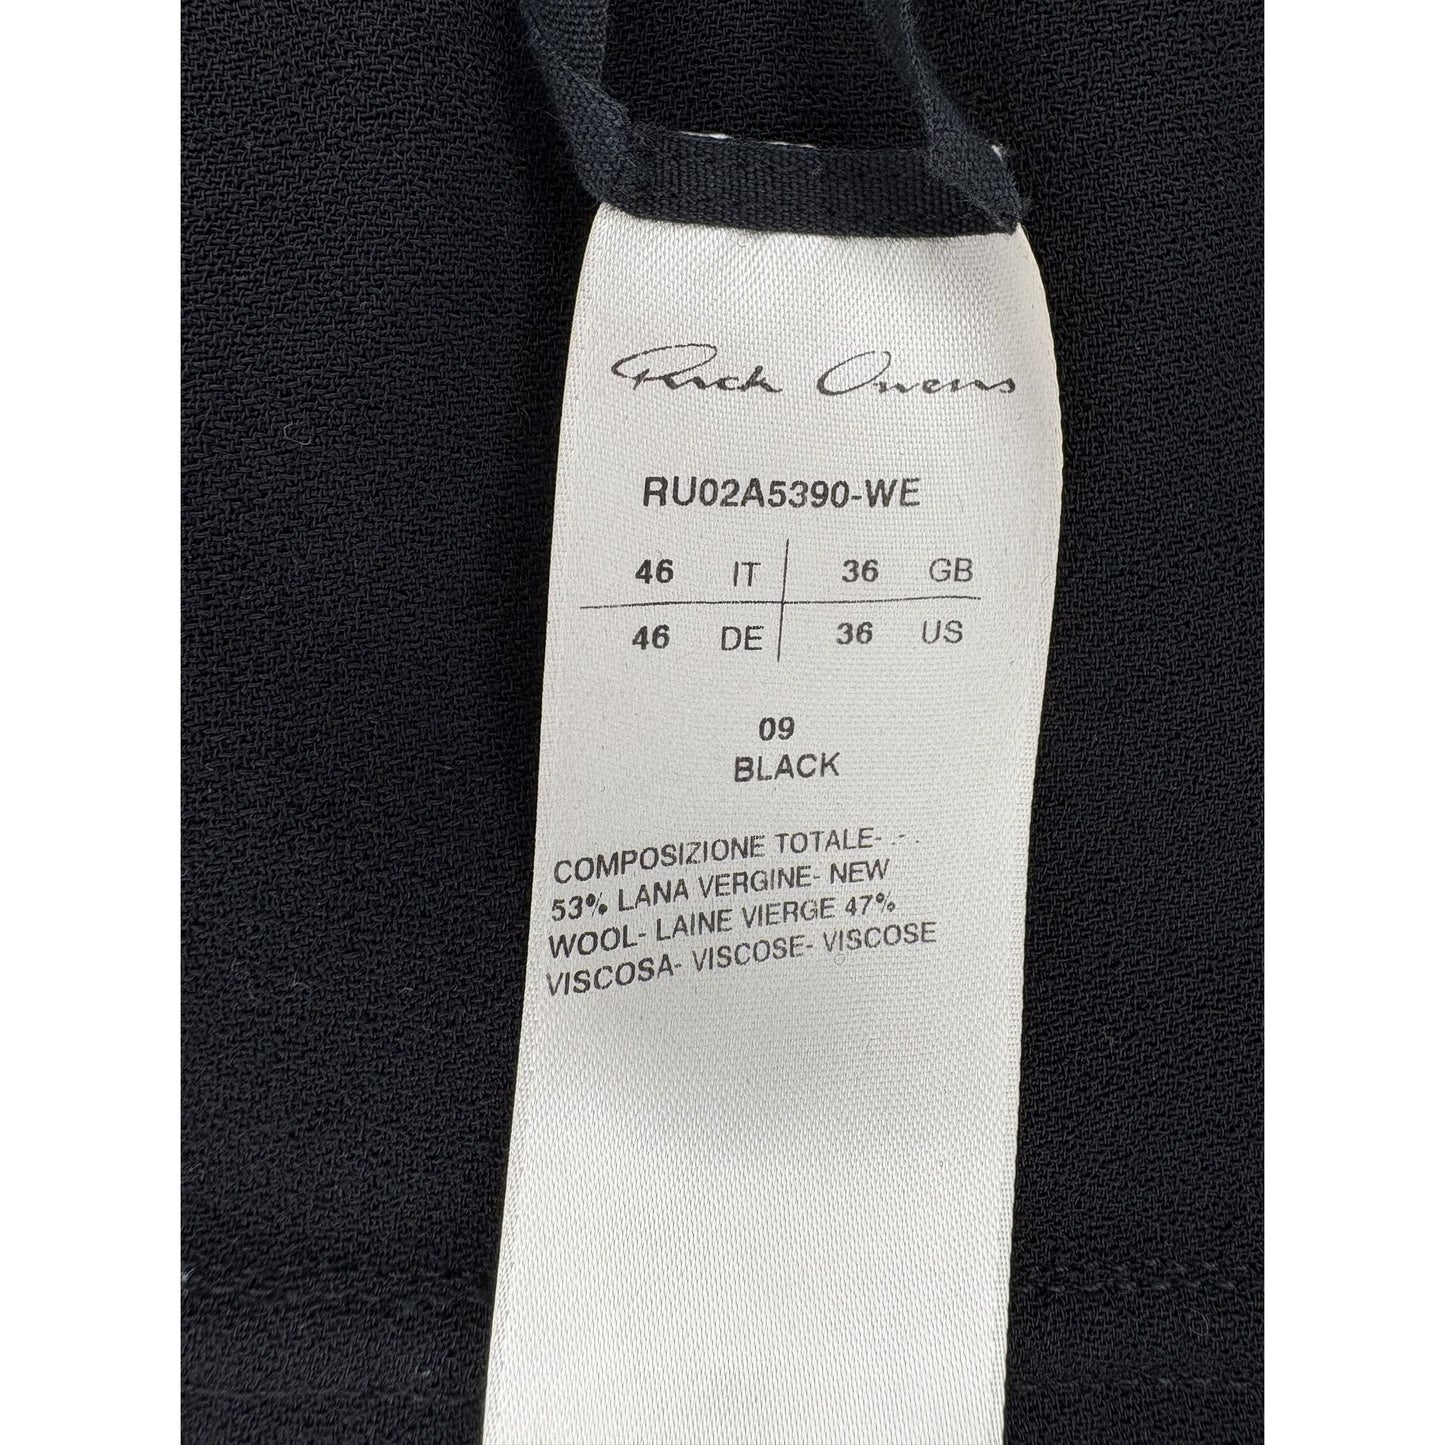 Rick Owens
RU02A5390-WE
46 IT 36 GB
46 DE 36 US
09
BLACK
COMPOSIZIONE TOTALE- .-
53% LANA VERGINE- NEW
WOOL- LAINE VIERGE 47%
VISCOSA- VISCOSE- VISCOSE